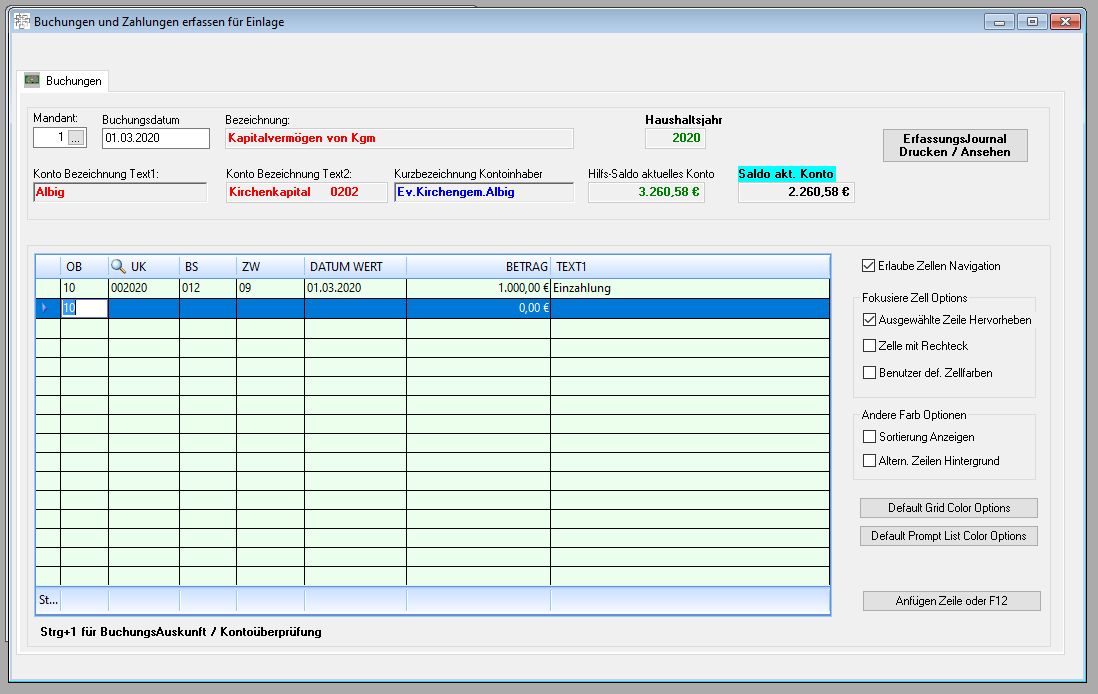 Buchungen und Zahlungen erfassen für Einlage
Buchungen
Mandant: Buchungsdatum Bezeichnung: Haushaltsjahr
1 ... 01.03.2020 Kapitalvermögen von Kgm 2020
ErfassungsJournal
Drucken / Ansehen
Konto Bezeichnung Text1: Konto Bezeichnung Text2: Kurzbezeichnung Kontoinhaber Hilfs-Saldo aktuelles Konto Saldo akt. Konto
Albig Kirchenkapital 0202 Ev.Kirchengem.Albig 3.260,58 € 2.260,58 €
OB UK BS ZW DATUM WERT BETRAG TEXT1
10 002020 012 09 01.03.2020 1.000,00 € Einzahlung
10 0,00 €
St...
Strg+1 für BuchungsAuskunft / Kontoüberprüfung
Erlaube Zellen Navigation
Fokusiere Zell Optionen
Ausgewählte Zeile Hervorheben
Zelle mit Rechteck
Benutzer def. Zellfarben
Andere Farb Optionen
Sortierung Anzeigen
Altern. Zeilen Hintergrund
Default Grid Color Options
Default Prompt List Color Options
Anfügen Zeile oder F12